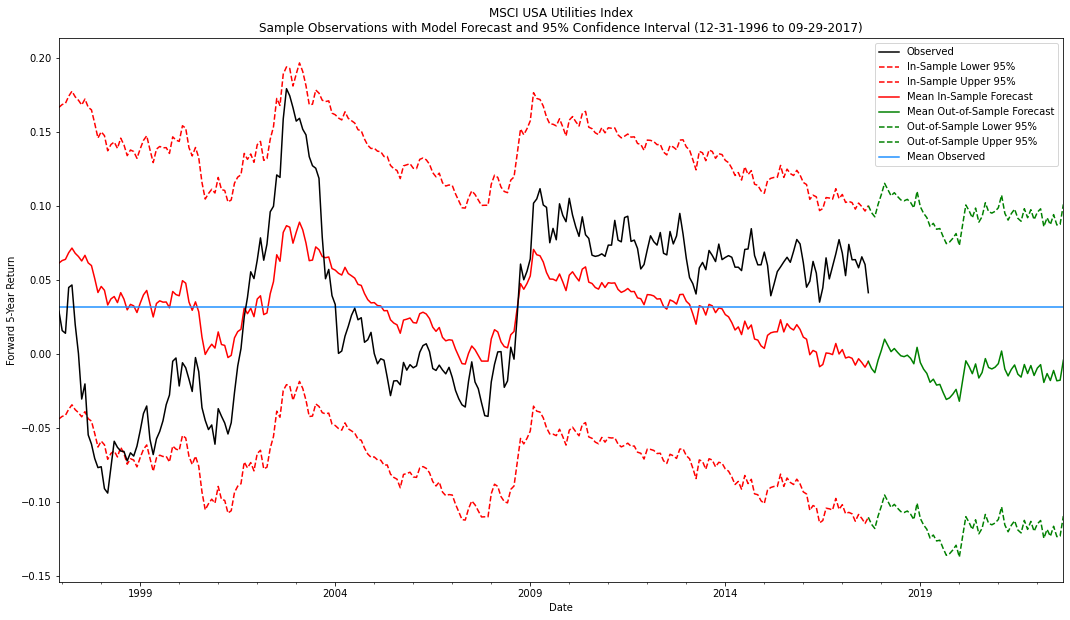 MSCI USA Utilities Index
Sample Observations with Model Forecast and 95% Confidence Interval (12-31-1996 to 09-29-2017)
Forward 5-Year Return
0.20
0.15
0.10
0.05
0.00
−0.05
−0.10
−0.15
Observed
In-Sample Lower 95%
In-Sample Upper 95%
Mean In-Sample Forecast
Mean Out-of-Sample Forecast
Out-of-Sample Lower 95%
Out-of-Sample Upper 95%
Mean Observed
1999
2004
2009
2014
2019
Date